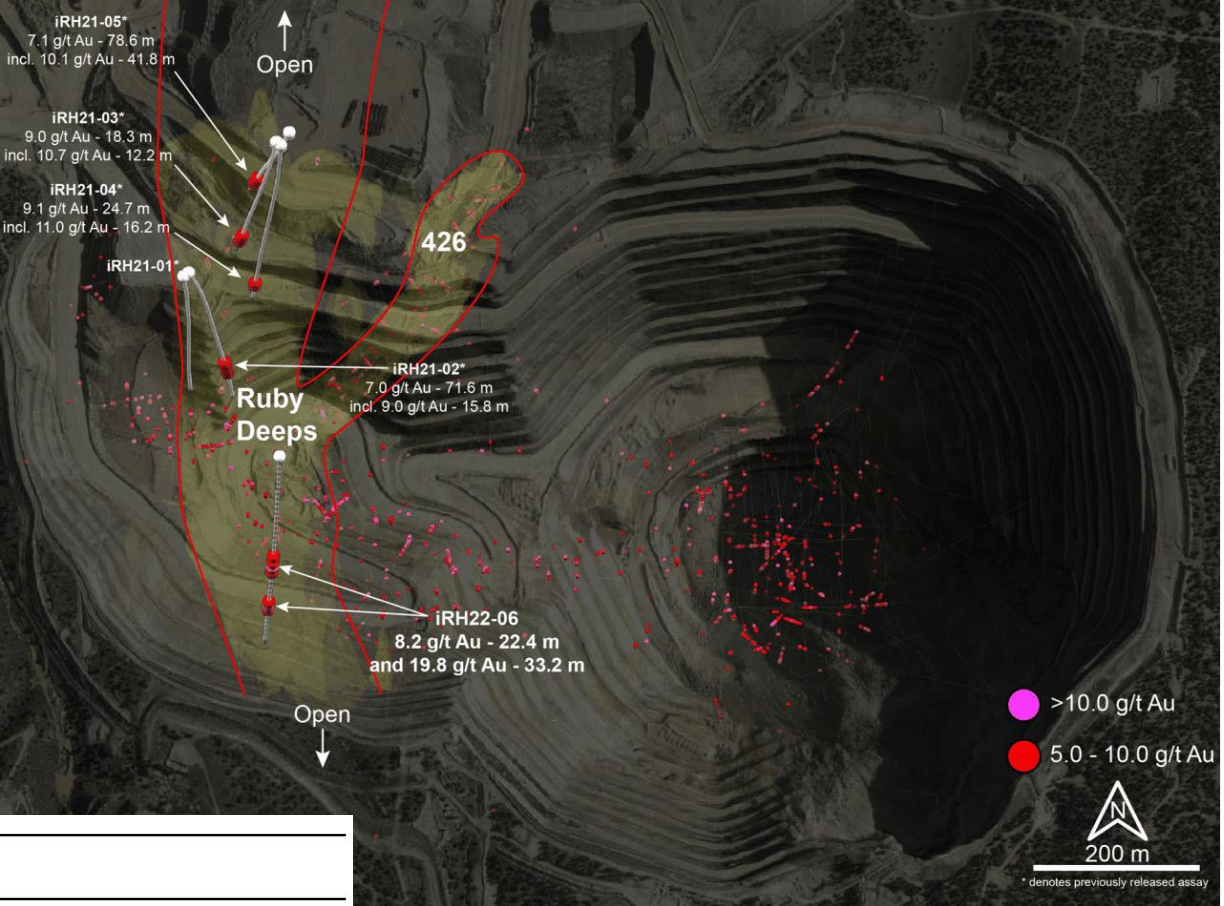 iRH21-05*
7.1 g/t Au - 78.6 m
incl. 10.1 g/t Au - 41.8 m
Open
iRH21-03*
9.0 g/t Au - 18.3 m
incl. 10.7 g/t Au - 12.2 m
iRH21-04*
9.1 g/t Au - 24.7 m
incl. 11.0 g/t Au - 16.2 m
426
iRH21-01*
iRH21-02*
7.0 g/t Au - 71.6 m
incl. 9.0 g/t Au - 15.8 m
Ruby
Deeps
iRH22-06
8.2 g/t Au - 22.4 m
and 19.8 g/t Au - 33.2 m
Open
>10.0 g/t Au
5.0 - 10.0 g/t Au
N
200 m
* denotes previously released assay